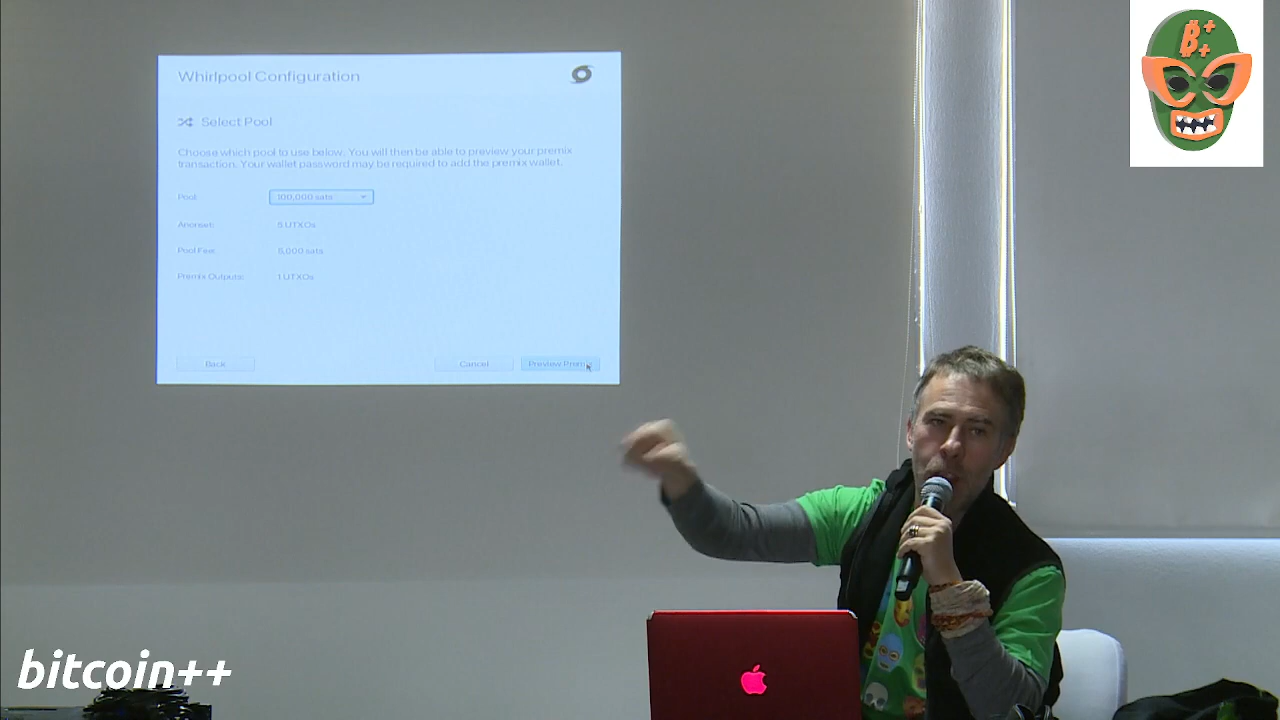 Whirlpool Configuration
Select Pool
Choose which pool to use below. You will then be able to preview your premix
transaction. Your wallet password may be required to add the premix wallet.
Pool: 100,000 sats
Anonset: 5 UTXOs
Pool Fee: 5,000 sats
Premix Outputs: 1 UTXOs
Back Cancel Preview Premix
B++
bitcoin++